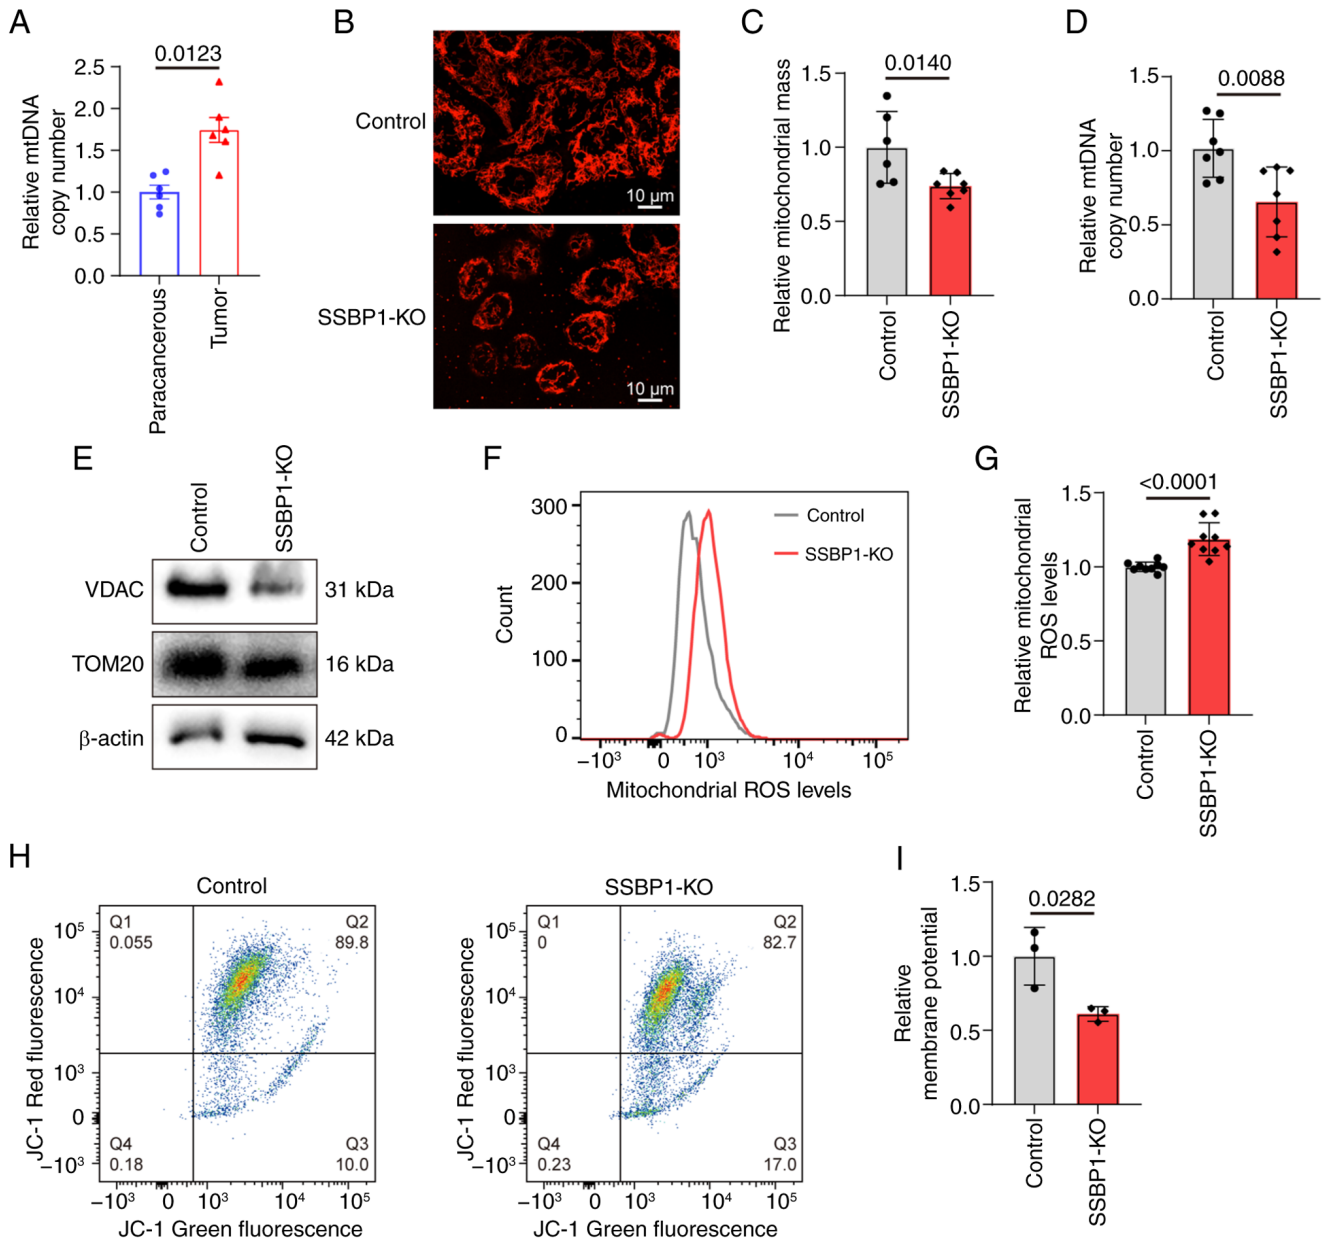 A
0.0123
2.5
2.0
1.5
1.0
0.5
0.0
Relative mtDNA
copy number
Paracancerous
Tumor
B
Control
10 µm
SSBP1-KO
10 µm
C
0.0140
1.5
1.0
0.5
0.0
Relative mitochondrial mass
Control
SSBP1-KO
D
0.0088
1.5
1.0
0.5
0.0
Relative mtDNA
copy number
Control
SSBP1-KO
E
Control
SSBP1-KO
VDAC
31 kDa
TOM20
16 kDa
β-actin
42 kDa
F
300
200
100
0
Count
Control
SSBP1-KO
−10³
0
10³
10⁴
10⁵
Mitochondrial ROS levels
G
<0.0001
1.5
1.0
0.5
0.0
Relative mitochondrial
ROS levels
Control
SSBP1-KO
H
Control
Q1
0.055
Q2
89.8
Q4
0.18
Q3
10.0
10⁵
10⁴
10³
0
−10³
JC-1 Red fluorescence
−10³
0
10³
10⁴
10⁵
JC-1 Green fluorescence
SSBP1-KO
Q1
0
Q2
82.7
Q4
0.23
Q3
17.0
10⁵
10⁴
10³
0
−10³
JC-1 Red fluorescence
−10³
0
10³
10⁴
10⁵
JC-1 Green fluorescence
I
0.0282
1.5
1.0
0.5
0.0
Relative
membrane potential
Control
SSBP1-KO